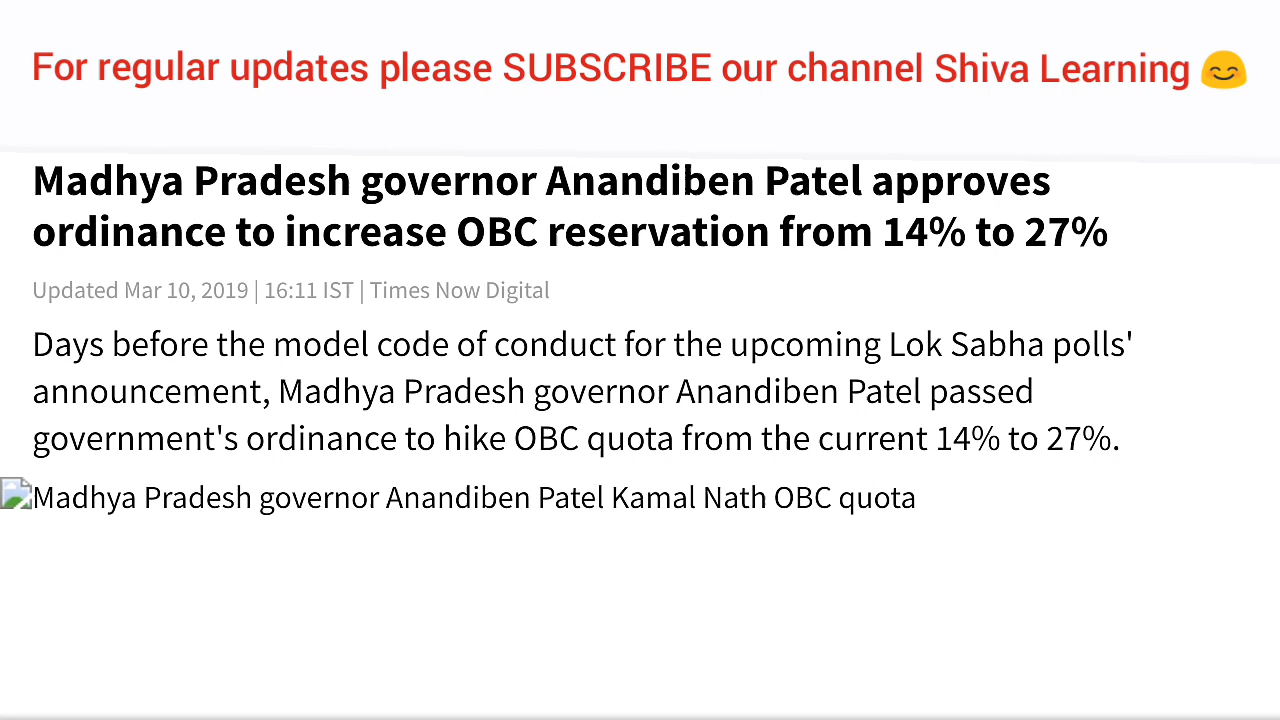 For regular updates please SUBSCRIBE our channel Shiva Learning 😊
Madhya Pradesh governor Anandiben Patel approves
ordinance to increase OBC reservation from 14% to 27%
Updated Mar 10, 2019 | 16:11 IST | Times Now Digital
Days before the model code of conduct for the upcoming Lok Sabha polls'
announcement, Madhya Pradesh governor Anandiben Patel passed
government's ordinance to hike OBC quota from the current 14% to 27%.
Madhya Pradesh governor Anandiben Patel Kamal Nath OBC quota